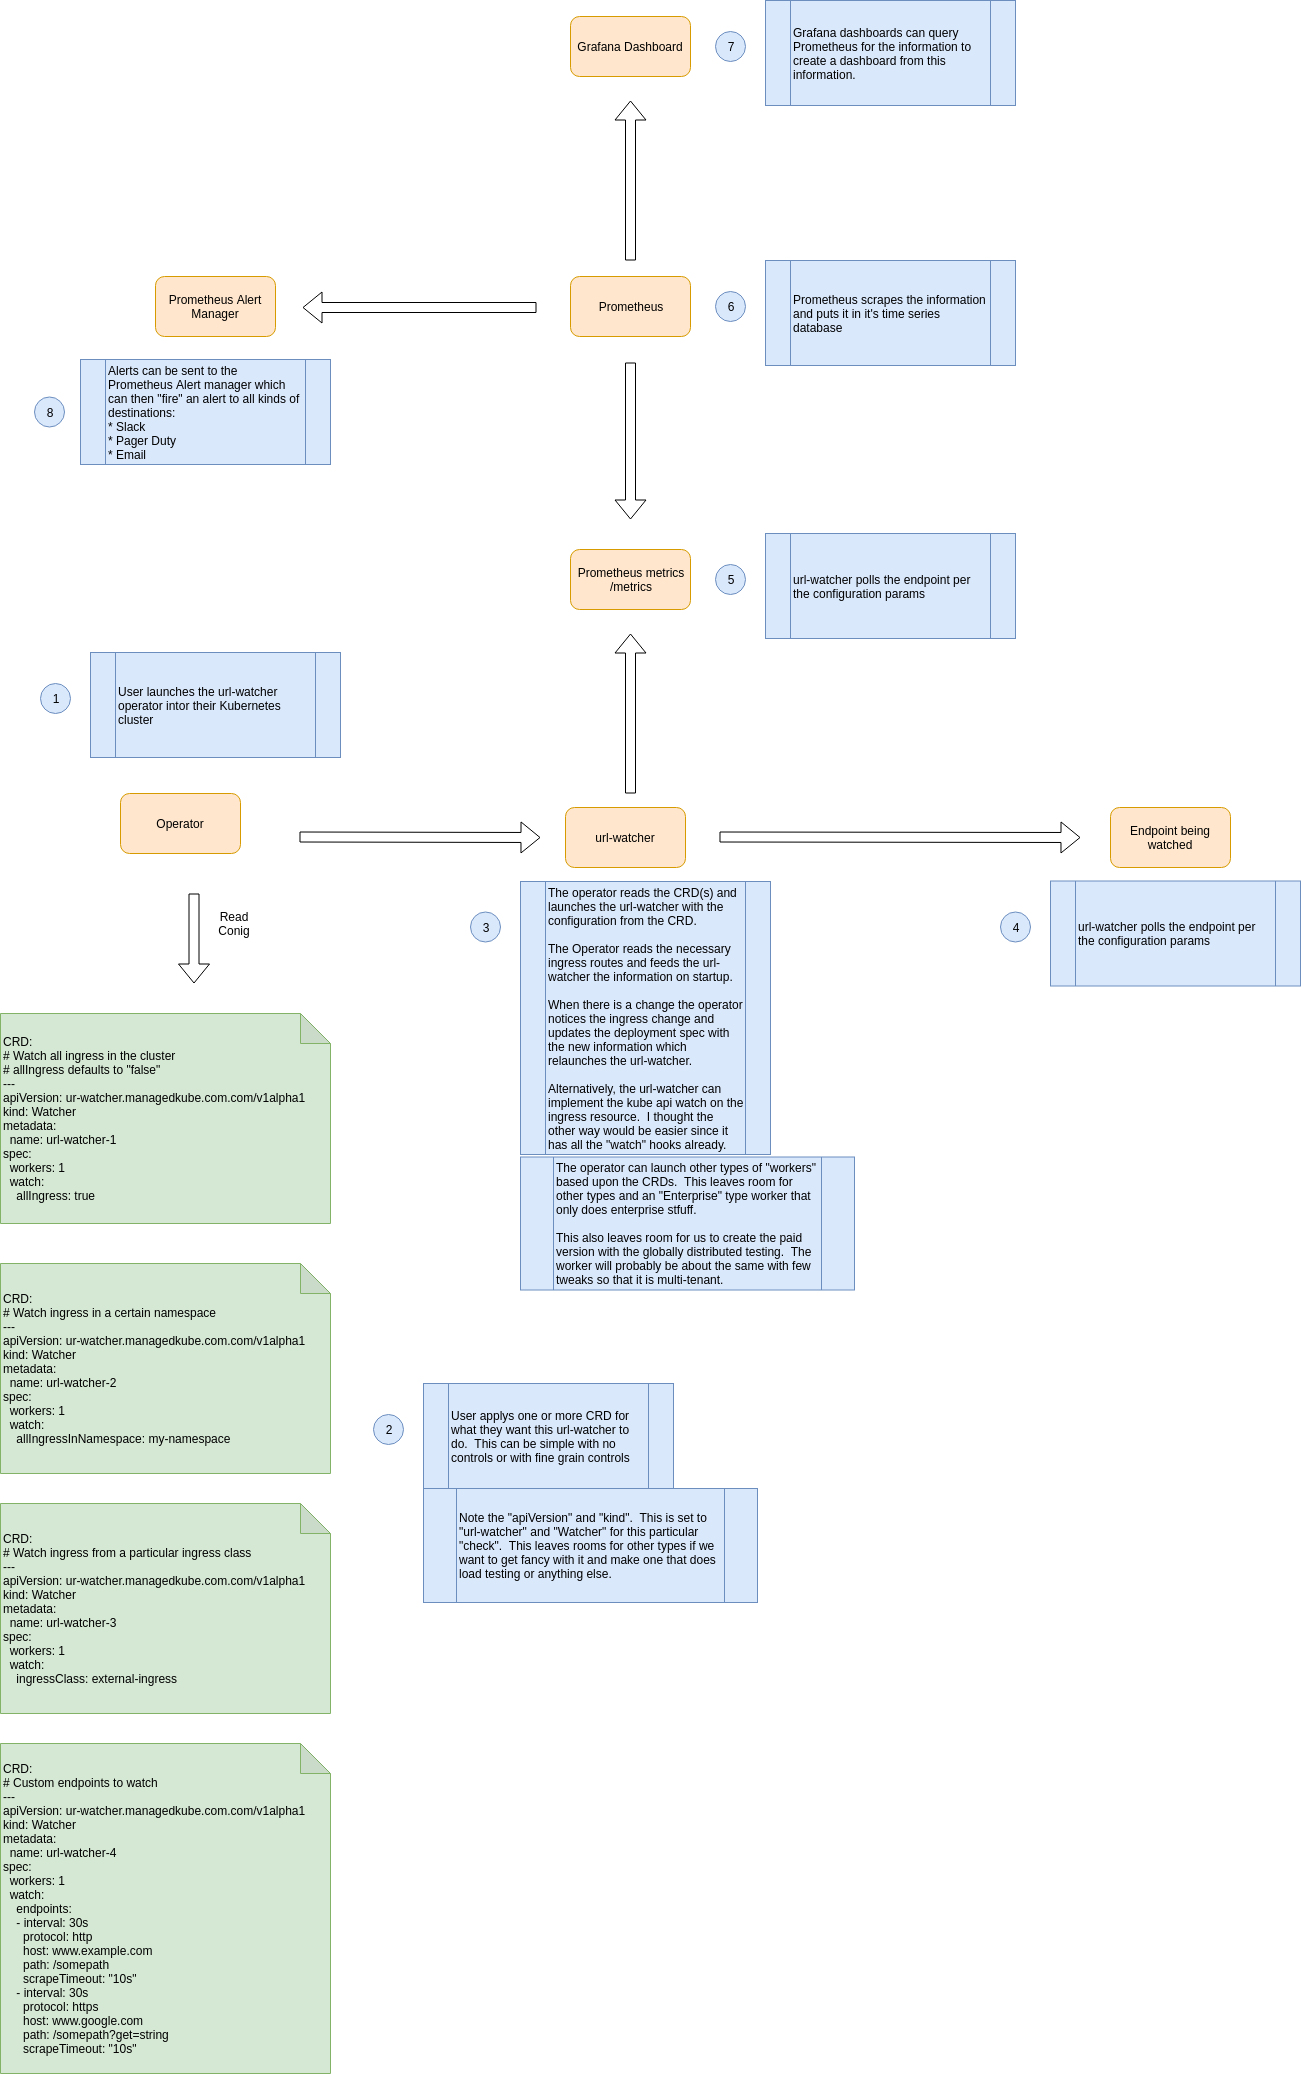 Grafana Dashboard
7
Grafana dashboards can query
Prometheus for the information to
create a dashboard from this
information.
Prometheus Alert
Manager
Prometheus
6
Prometheus scrapes the information
and puts it in it's time series
database
8
Alerts can be sent to the
Prometheus Alert manager which
can then "fire" an alert to all kinds of
destinations:
* Slack
* Pager Duty
* Email
Prometheus metrics
/metrics
5
url-watcher polls the endpoint per
the configuration params
1
User launches the url-watcher
operator intor their Kubernetes
cluster
Operator
url-watcher
Endpoint being
watched
Read
Conig
3
The operator reads the CRD(s) and
launches the url-watcher with the
configuration from the CRD.
The Operator reads the necessary
ingress routes and feeds the url-
watcher the information on startup.
When there is a change the operator
notices the ingress change and
updates the deployment spec with
the new information which
relaunches the url-watcher.
Alternatively, the url-watcher can
implement the kube api watch on the
ingress resource.  I thought the
other way would be easier since it
has all the "watch" hooks already.
4
url-watcher polls the endpoint per
the configuration params
The operator can launch other types of "workers"
based upon the CRDs.  This leaves room for
other types and an "Enterprise" type worker that
only does enterprise stfuff.
This also leaves room for us to create the paid
version with the globally distributed testing.  The
worker will probably be about the same with few
tweaks so that it is multi-tenant.
CRD:
# Watch all ingress in the cluster
# allIngress defaults to "false"
---
apiVersion: ur-watcher.managedkube.com.com/v1alpha1
kind: Watcher
metadata:
  name: url-watcher-1
spec:
  workers: 1
  watch:
    allIngress: true
CRD:
# Watch ingress in a certain namespace
---
apiVersion: ur-watcher.managedkube.com.com/v1alpha1
kind: Watcher
metadata:
  name: url-watcher-2
spec:
  workers: 1
  watch:
    allIngressInNamespace: my-namespace
2
User applys one or more CRD for
what they want this url-watcher to
do.  This can be simple with no
controls or with fine grain controls
Note the "apiVersion" and "kind".  This is set to
"url-watcher" and "Watcher" for this particular
"check".  This leaves rooms for other types if we
want to get fancy with it and make one that does
load testing or anything else.
CRD:
# Watch ingress from a particular ingress class
---
apiVersion: ur-watcher.managedkube.com.com/v1alpha1
kind: Watcher
metadata:
  name: url-watcher-3
spec:
  workers: 1
  watch:
    ingressClass: external-ingress
CRD:
# Custom endpoints to watch
---
apiVersion: ur-watcher.managedkube.com.com/v1alpha1
kind: Watcher
metadata:
  name: url-watcher-4
spec:
  workers: 1
  watch:
    endpoints:
    - interval: 30s
      protocol: http
      host: www.example.com
      path: /somepath
      scrapeTimeout: "10s"
    - interval: 30s
      protocol: https
      host: www.google.com
      path: /somepath?get=string
      scrapeTimeout: "10s"